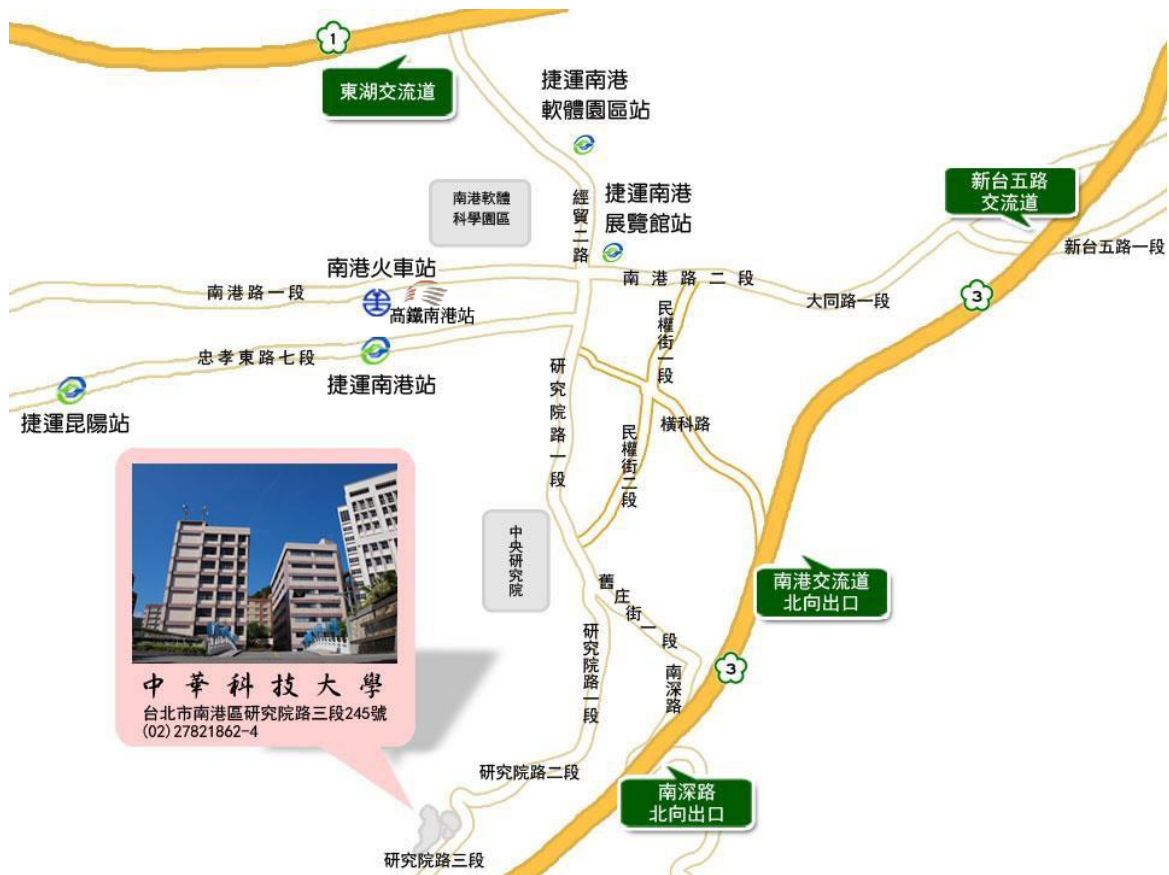 1
東湖交流道
捷運南港
軟體園區站
南港軟體
科學園區
經貿二路
捷運南港
展覽館站
新台五路
交流道
新台五路一段
南港火車站
南港路一段
高鐵南港站
南港路二段
大同路一段
3
忠孝東路七段
捷運南港站
捷運昆陽站
民權街一段
研究院路一段
橫科路
民權街二段
中央研究院
南港交流道
北向出口
舊庄街一段
研究院路一段
南深路
3
中華科技大學
台北市南港區研究院路三段245號
(02)27821862-4
研究院路二段
南深路
北向出口
研究院路三段